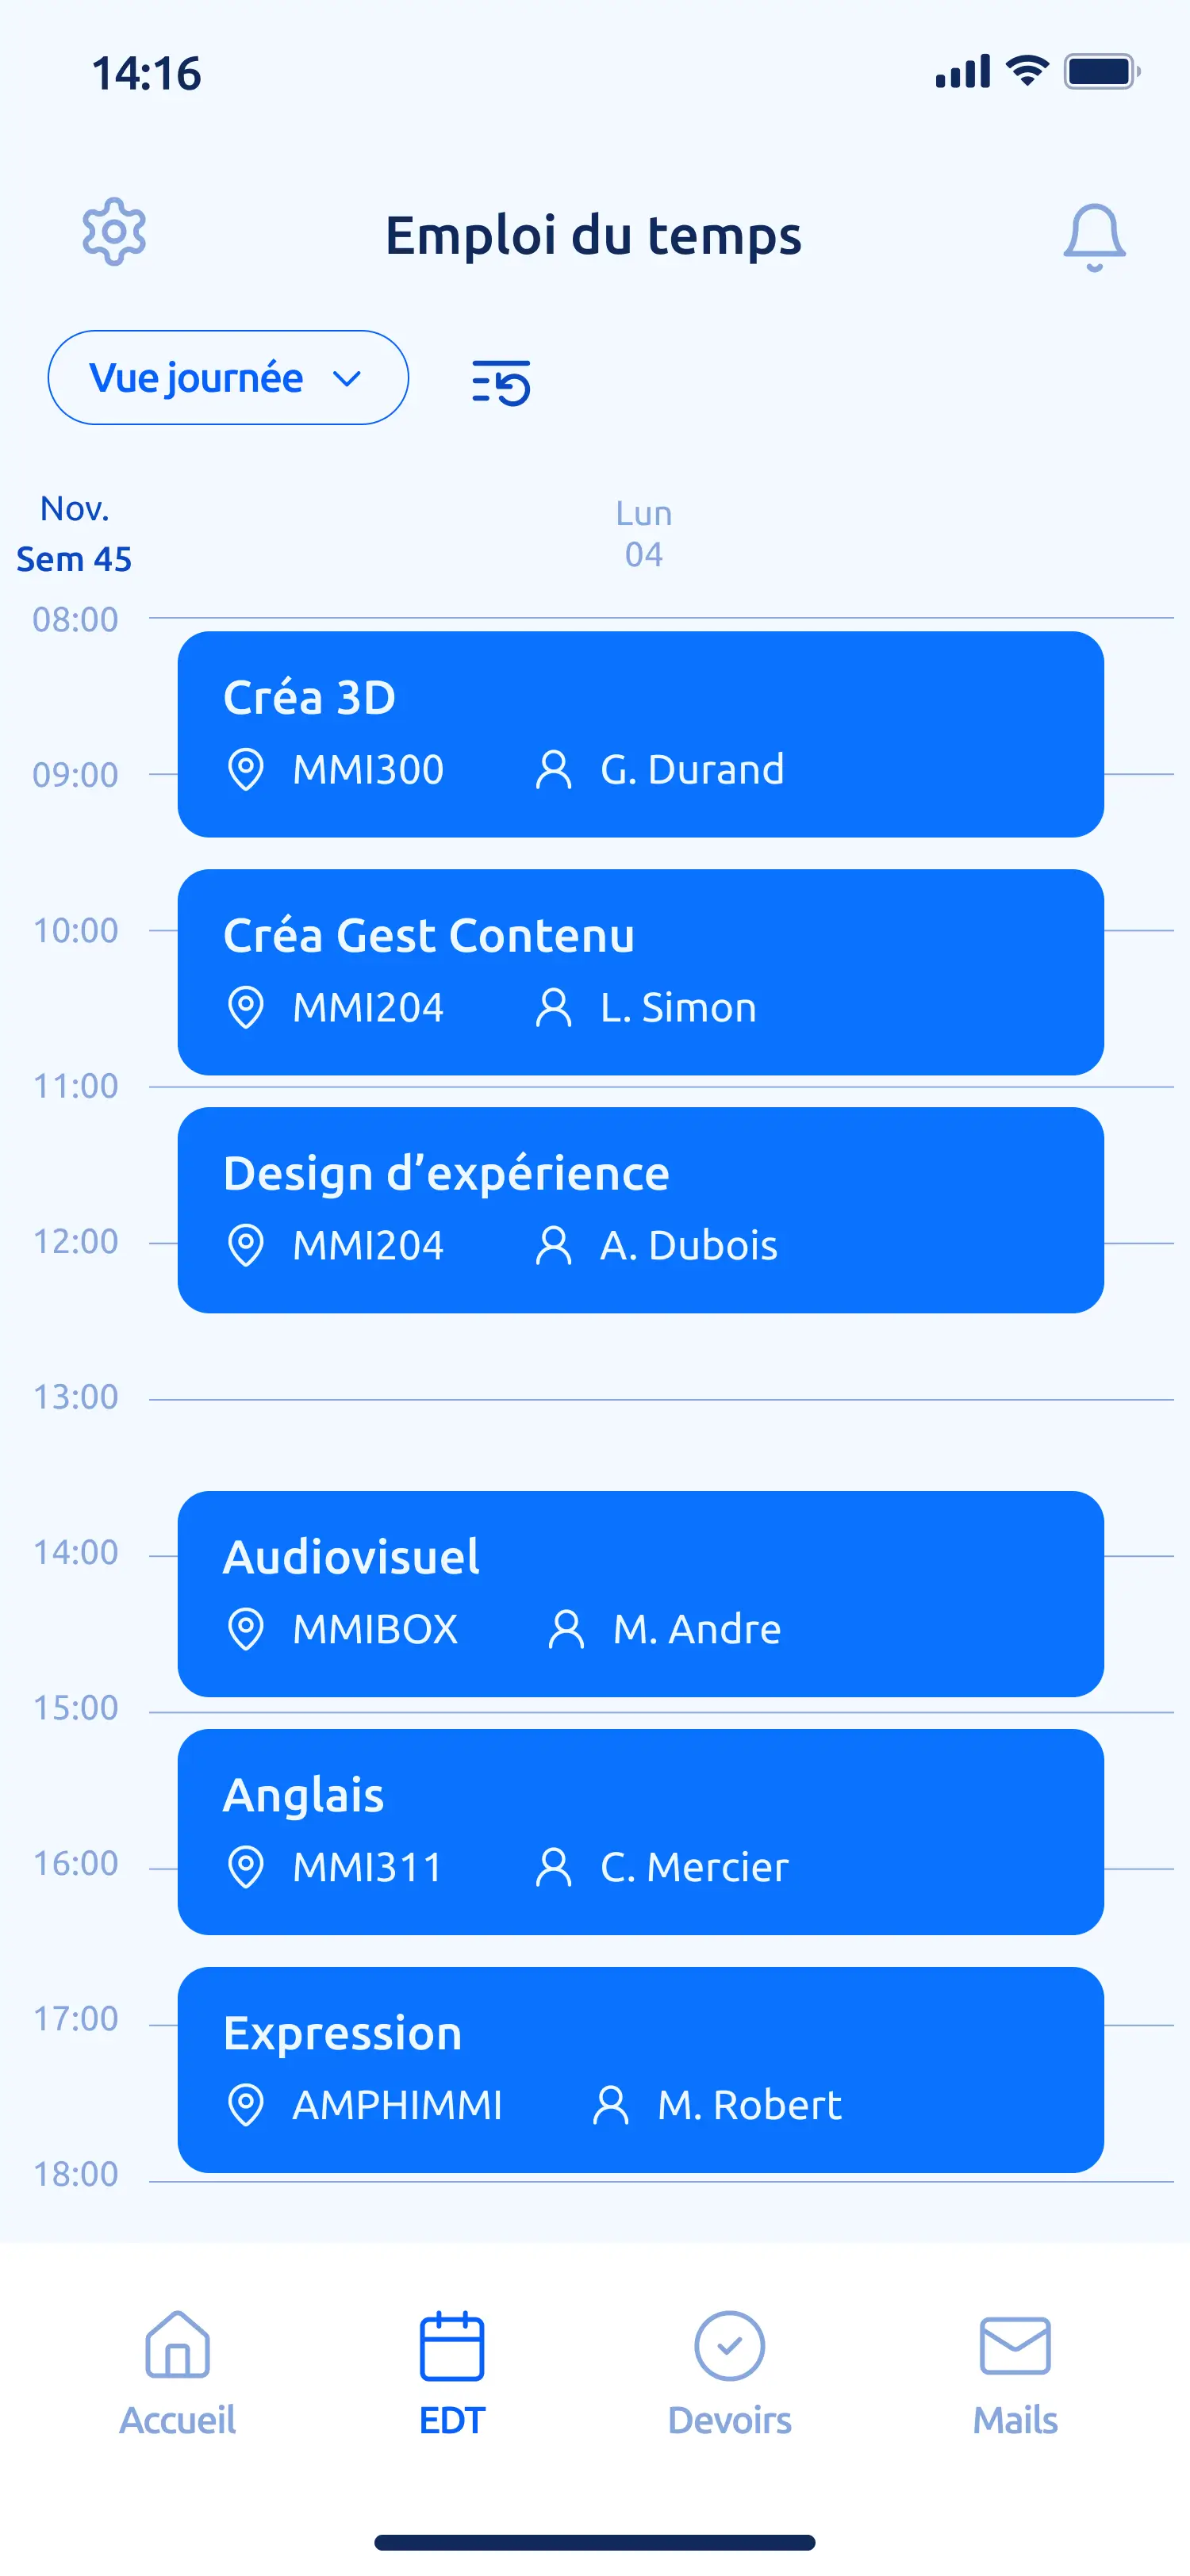 14:16
Emploi du temps
Vue journée
Nov.
Sem 45
Lun
04
08:00
Créa 3D
09:00
MMI300
G. Durand
10:00
Créa Gest Contenu
MMI204
L. Simon
11:00
Design d’expérience
12:00
MMI204
A. Dubois
13:00
14:00
Audiovisuel
MMIBOX
M. Andre
15:00
Anglais
16:00
MMI311
C. Mercier
17:00
Expression
AMPHIMMI
M. Robert
18:00
Accueil
EDT
Devoirs
Mails